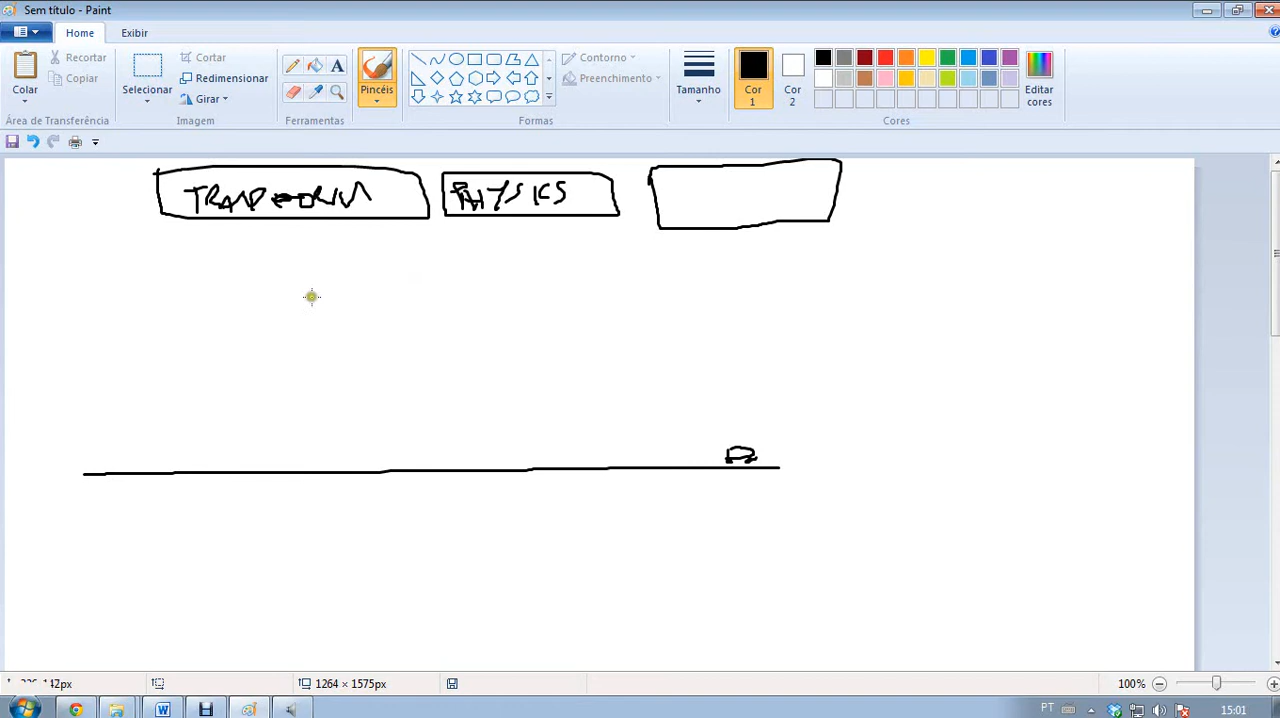 Sem título - Paint
Home Exibir
Colar
Recortar
Copiar
Área de Transferência
Selecionar
Cortar
Redimensionar
Girar
Imagem
A
Ferramentas
Pincéis
Contorno
Preenchimento
Formas
Tamanho
Cor 1
Cor 2
Editar cores
Cores
PHYSICS
1264 × 1575px
100%
PT
15:01